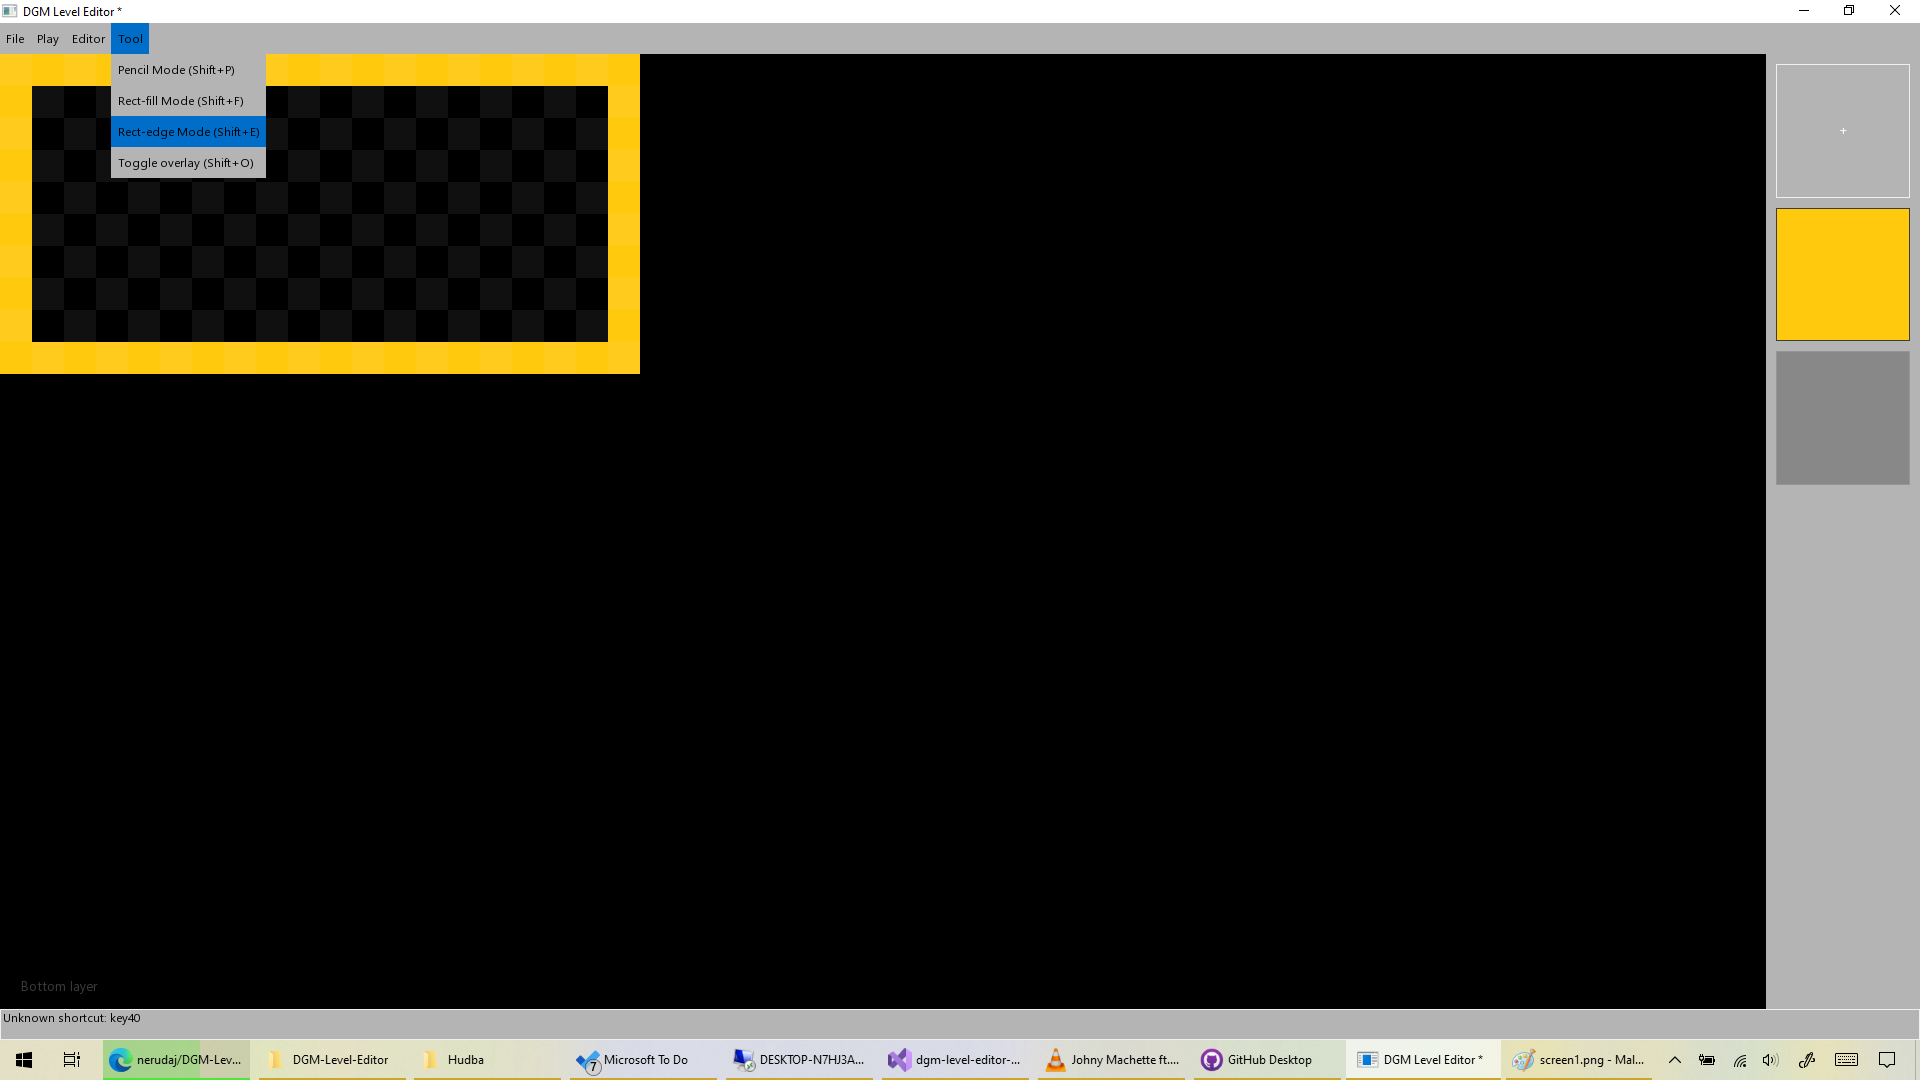 DGM Level Editor *
File Play Editor Tool
Pencil Mode (Shift+P)
Rect-fill Mode (Shift+F)
Rect-edge Mode (Shift+E)
Toggle overlay (Shift+O)
+
Bottom layer
Unknown shortcut: key40
nerudaj/DGM-Lev... DGM-Level-Editor Hudba 7 Microsoft To Do DESKTOP-N7HJ3A... dgm-level-editor-... Johny Machette ft.... GitHub Desktop DGM Level Editor * screen1.png - Mal...